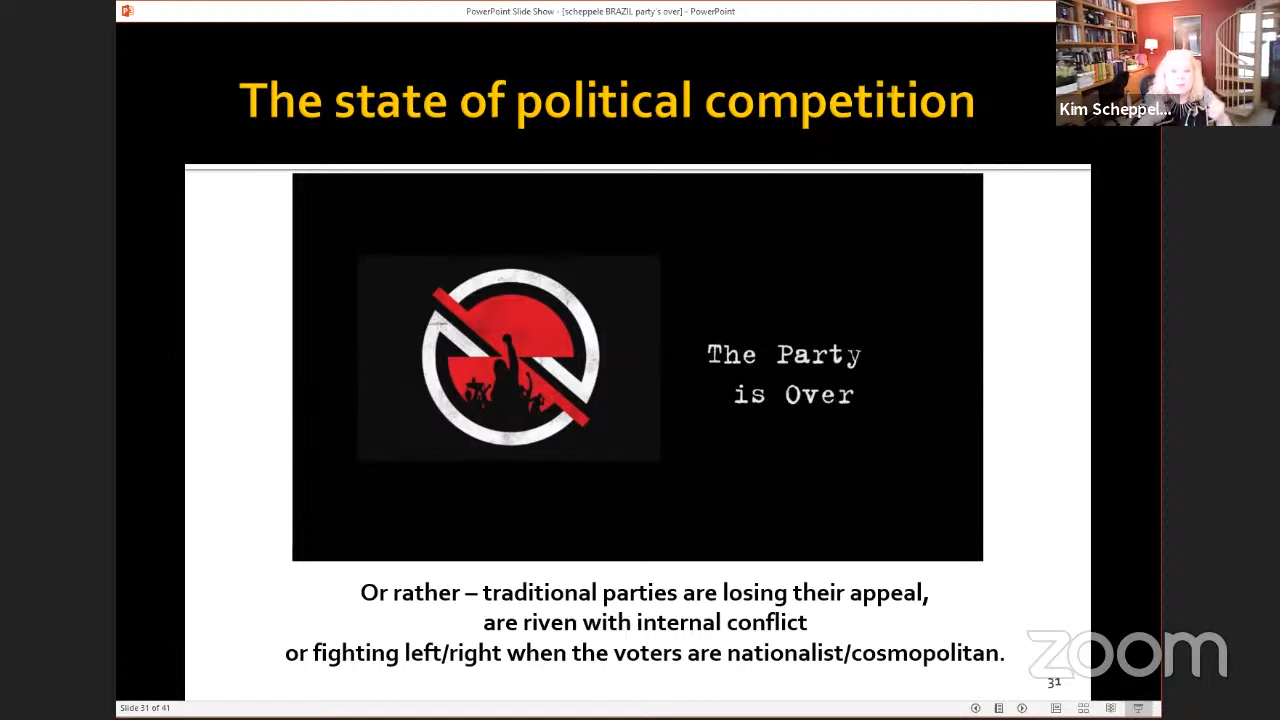 PowerPoint Slide Show - [scheppele BRAZIL party's over] - PowerPoint
The state of political competition
Kim Scheppel...
The Party
is Over
Or rather – traditional parties are losing their appeal,
are riven with internal conflict
or fighting left/right when the voters are nationalist/cosmopolitan.
zoom
31
Slide 31 of 41